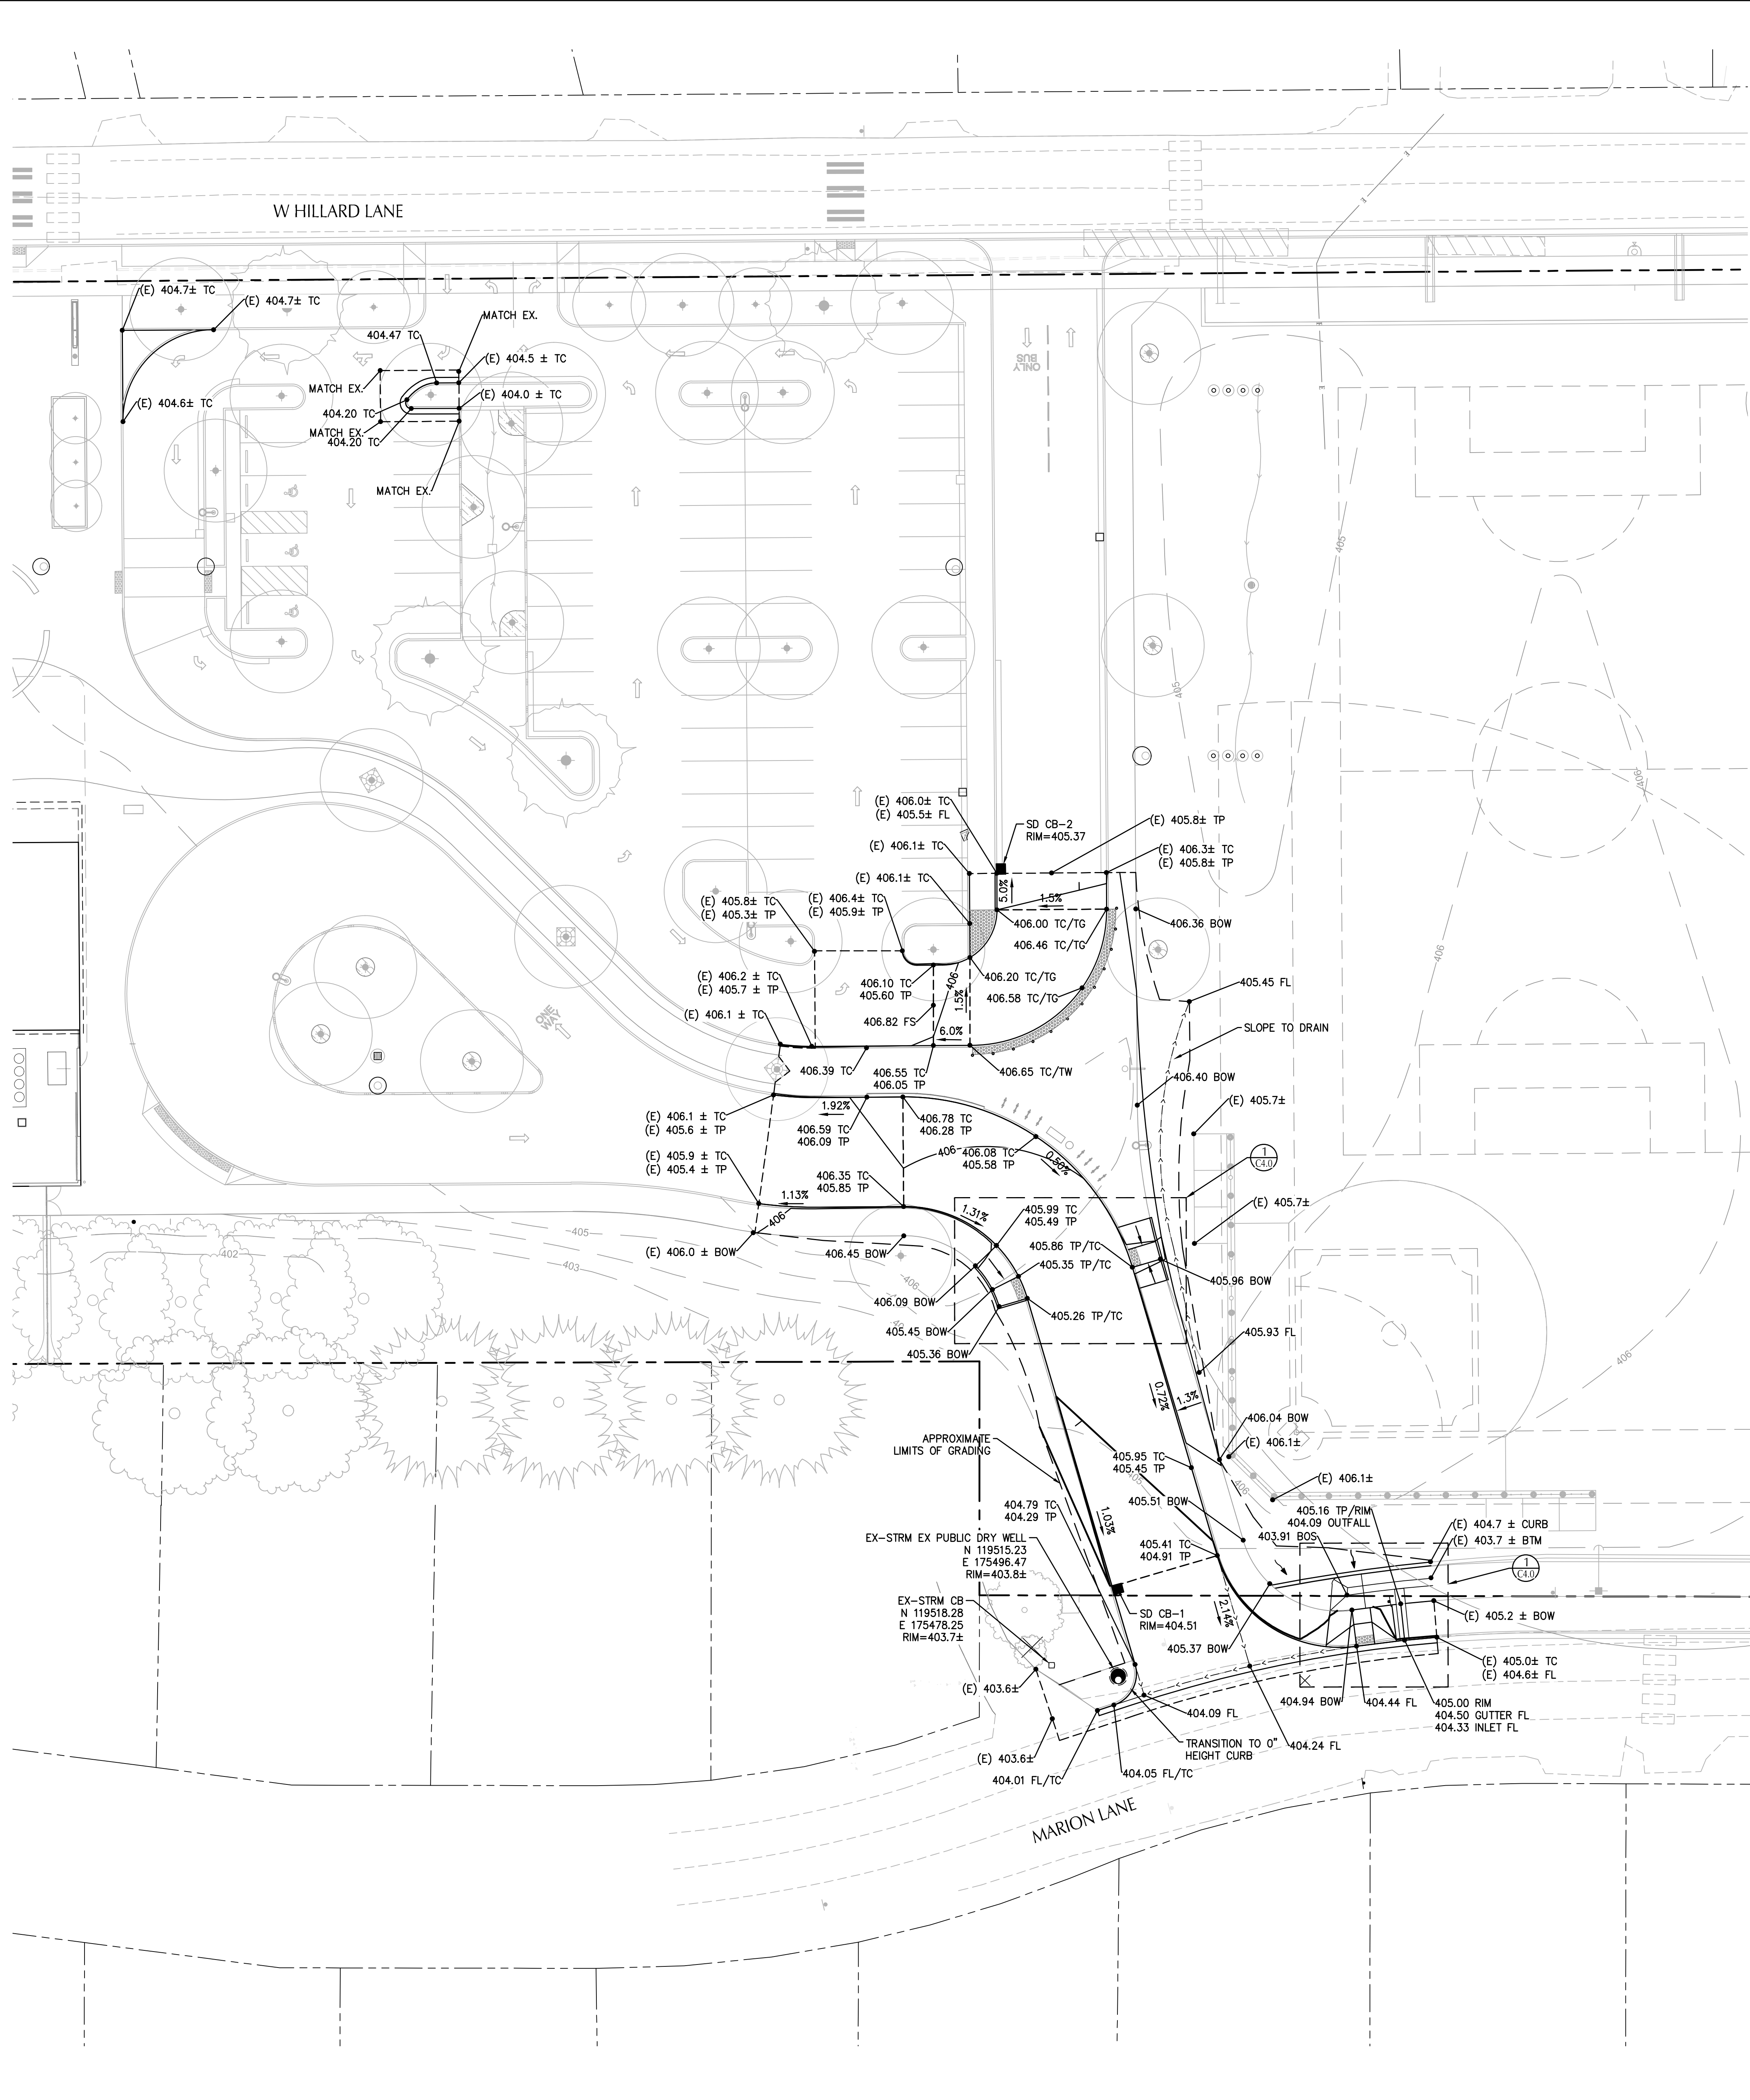 W HILLARD LANE
(E) 404.7± TC
(E) 404.7± TC
MATCH EX.
404.47 TC
(E) 404.5 ± TC
MATCH EX.
(E) 404.0 ± TC
(E) 404.6± TC
404.20 TC
MATCH EX.
404.20 TC
MATCH EX.
BUS
ONLY
405
405
406
406
406
(E) 406.0± TC
(E) 405.5± FL
SD CB-2
RIM=405.37
(E) 405.8± TP
(E) 406.1± TC
(E) 406.3± TC
(E) 405.8± TP
(E) 406.1± TC
5.0%
1.5%
(E) 405.8± TC
(E) 405.3± TP
(E) 406.4± TC
(E) 405.9± TP
406.00 TC/TG
406.46 TC/TG
406.36 BOW
(E) 406.2 ± TC
(E) 405.7 ± TP
406.10 TC
405.60 TP
406
406.20 TC/TG
406.58 TC/TG
405.45 FL
1.5%
(E) 406.1 ± TC
406.82 FS
6.0%
SLOPE TO DRAIN
ONE
WAY
406.39 TC
406.55 TC
406.05 TP
406.65 TC/TW
406.40 BOW
(E) 405.7±
1.92%
(E) 406.1 ± TC
(E) 405.6 ± TP
406.59 TC
406.09 TP
406.78 TC
406.28 TP
406
406.08 TC
405.58 TP
0.50%
1
C4.0
(E) 405.9 ± TC
(E) 405.4 ± TP
406.35 TC
405.85 TP
1.13%
(E) 405.7±
406
1.31%
405.99 TC
405.49 TP
405
402
403
(E) 406.0 ± BOW
406.45 BOW
405.86 TP/TC
405.35 TP/TC
405.96 BOW
406
406.09 BOW
405.26 TP/TC
405.45 BOW
405.93 FL
405.36 BOW
406
0.72%
1.3%
406.04 BOW
APPROXIMATE
LIMITS OF GRADING
(E) 406.1±
405.95 TC
405.45 TP
(E) 406.1±
406
404.79 TC
404.29 TP
405.51 BOW
1.03%
405.16 TP/RIM
404.09 OUTFALL
403.91 BOS
(E) 404.7 ± CURB
(E) 403.7 ± BTM
EX-STRM EX PUBLIC DRY WELL
N 119515.23
E 175496.47
RIM=403.8±
405.41 TC
404.91 TP
1
C4.0
EX-STRM CB
N 119518.28
E 175478.25
RIM=403.7±
SD CB-1
RIM=404.51
2.14%
(E) 405.2 ± BOW
405.37 BOW
(E) 405.0± TC
(E) 404.6± FL
(E) 403.6±
404.94 BOW
404.44 FL
405.00 RIM
404.50 GUTTER FL
404.33 INLET FL
404.09 FL
TRANSITION TO 0"
HEIGHT CURB
404.24 FL
(E) 403.6±
404.01 FL/TC
404.05 FL/TC
MARION LANE